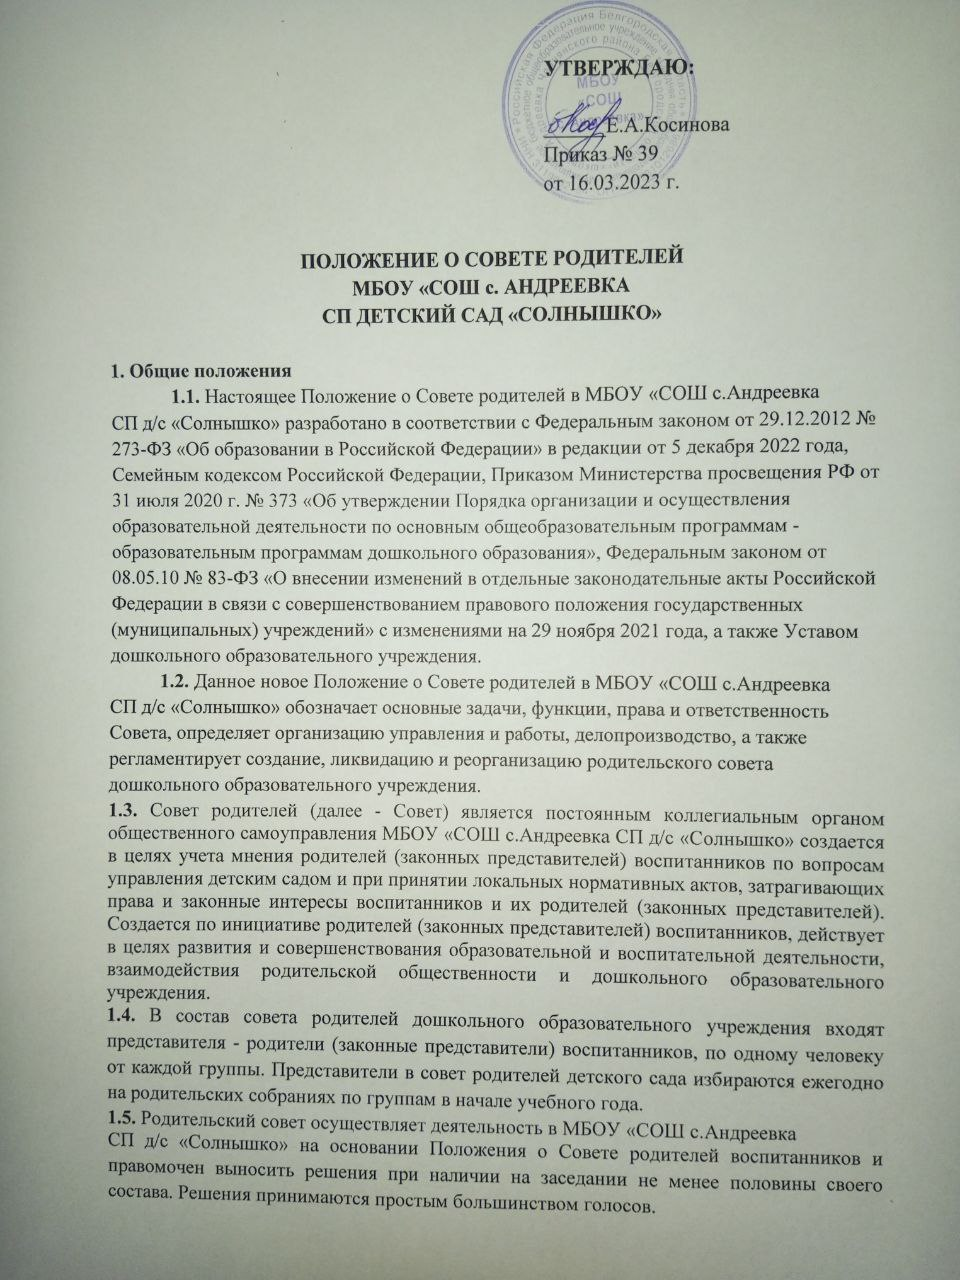 УТВЕРЖДАЮ:
МБОУ
«СОШ
Е.А.Косинова
Приказ № 39
от 16.03.2023 г.
ПОЛОЖЕНИЕ О СОВЕТЕ РОДИТЕЛЕЙ
МБОУ «СОШ с. АНДРЕЕВКА
СП ДЕТСКИЙ САД «СОЛНЫШКО»
1. Общие положения
1.1. Настоящее Положение о Совете родителей в МБОУ «СОШ с.Андреевка
СП д/с «Солнышко» разработано в соответствии с Федеральным законом от 29.12.2012 №
273-ФЗ «Об образовании в Российской Федерации» в редакции от 5 декабря 2022 года,
Семейным кодексом Российской Федерации, Приказом Министерства просвещения РФ от
31 июля 2020 г. № 373 «Об утверждении Порядка организации и осуществления
образовательной деятельности по основным общеобразовательным программам -
образовательным программам дошкольного образования», Федеральным законом от
08.05.10 № 83-ФЗ «О внесении изменений в отдельные законодательные акты Российской
Федерации в связи с совершенствованием правового положения государственных
(муниципальных) учреждений» с изменениями на 29 ноября 2021 года, а также Уставом
дошкольного образовательного учреждения.
1.2. Данное новое Положение о Совете родителей в МБОУ «СОШ с.Андреевка
СП д/с «Солнышко» обозначает основные задачи, функции, права и ответственность
Совета, определяет организацию управления и работы, делопроизводство, а также
регламентирует создание, ликвидацию и реорганизацию родительского совета
дошкольного образовательного учреждения.
1.3. Совет родителей (далее - Совет) является постоянным коллегиальным органом
общественного самоуправления МБОУ «СОШ с.Андреевка СП д/с «Солнышко» создается
в целях учета мнения родителей (законных представителей) воспитанников по вопросам
управления детским садом и при принятии локальных нормативных актов, затрагивающих
права и законные интересы воспитанников и их родителей (законных представителей).
Создается по инициативе родителей (законных представителей) воспитанников, действует
в целях развития и совершенствования образовательной и воспитательной деятельности,
взаимодействия родительской общественности и дошкольного образовательного
учреждения.
1.4. В состав совета родителей дошкольного образовательного учреждения входят
представителя - родители (законные представители) воспитанников, по одному человеку
от каждой группы. Представители в совет родителей детского сада избираются ежегодно
на родительских собраниях по группам в начале учебного года.
1.5. Родительский совет осуществляет деятельность в МБОУ «СОШ с.Андреевка
СП д/с «Солнышко» на основании Положения о Совете родителей воспитанников и
правомочен выносить решения при наличии на заседании не менее половины своего
состава. Решения принимаются простым большинством голосов.